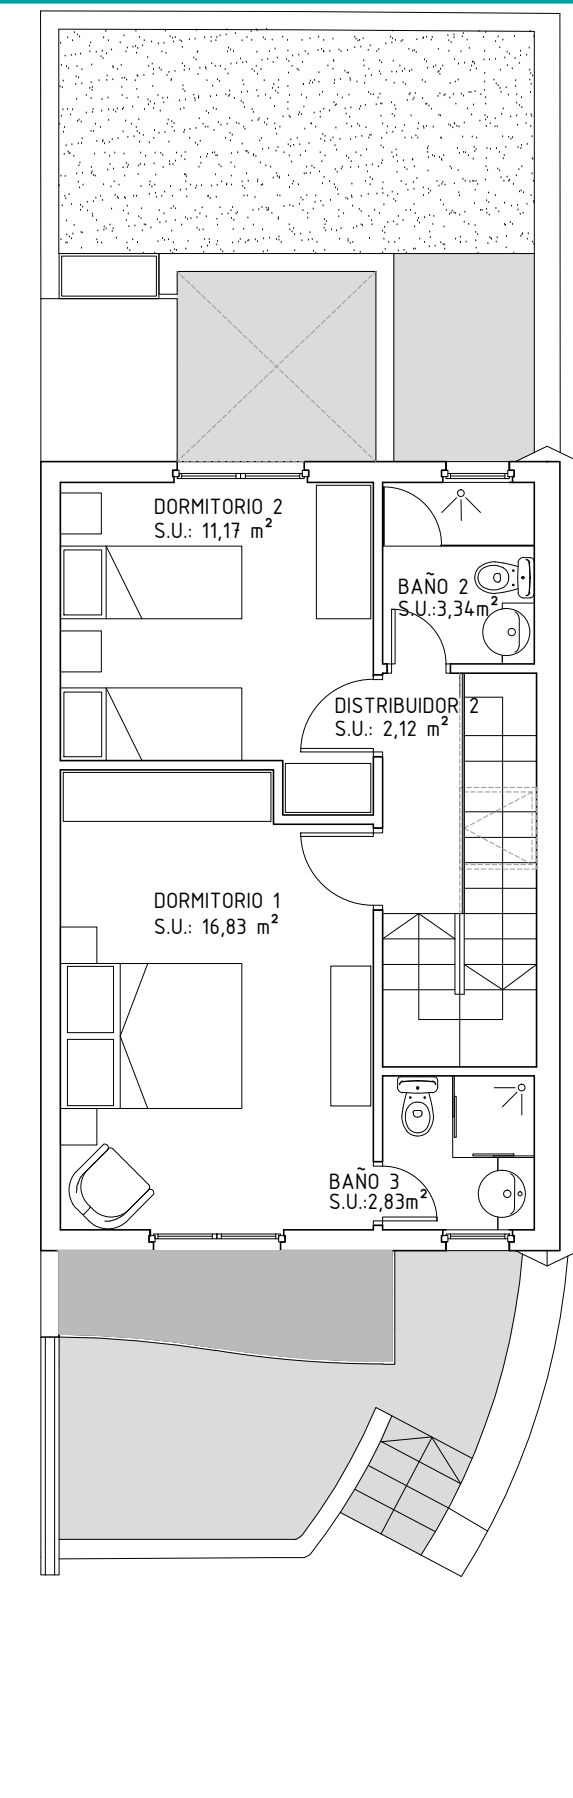 DORMITORIO 2
S.U.: 11,17 m²
BAÑO 2
S.U.:3,34m²
DISTRIBUIDOR 2
S.U.: 2,12 m²
DORMITORIO 1
S.U.: 16,83 m²
BAÑO 3
S.U.:2,83m²